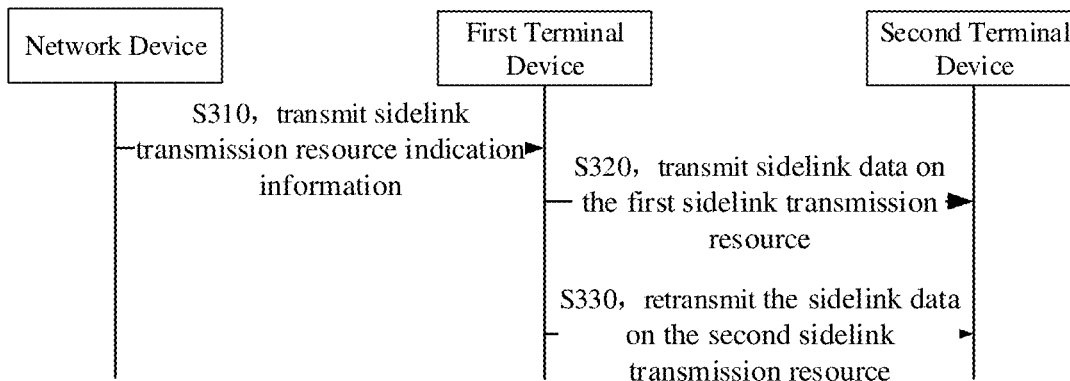 Network Device
First Terminal
Device
Second Terminal
Device
S310, transmit sidelink
transmission resource indication
information
S320, transmit sidelink data on
the first sidelink transmission
resource
S330, retransmit the sidelink data
on the second sidelink
transmission resource